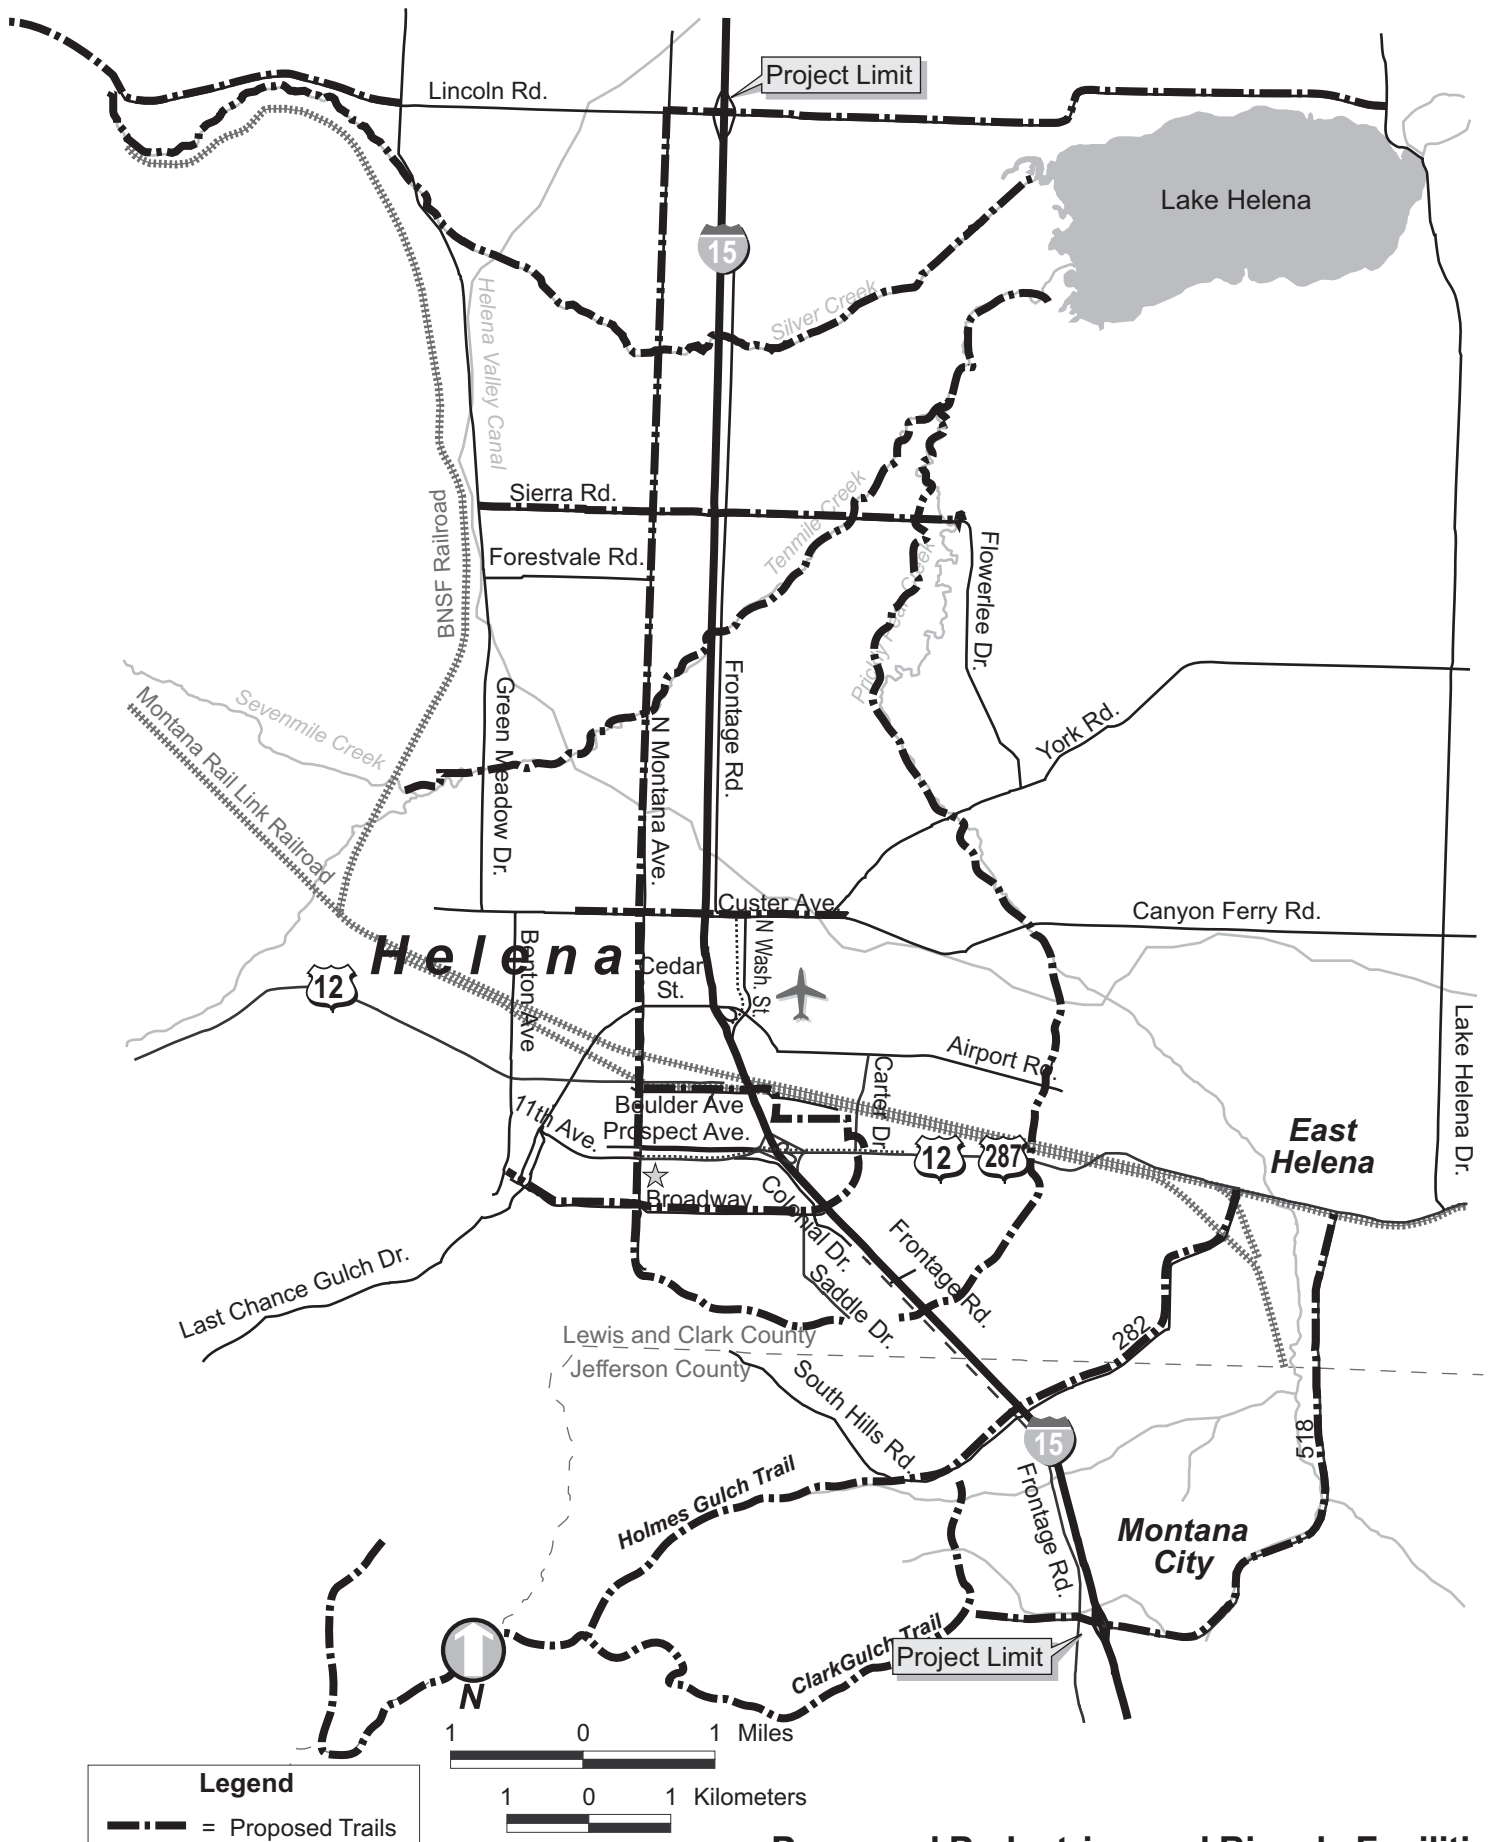 Project Limit
Lincoln Rd.
Lake Helena
15
Silver Creek
Helena Valley Canal
Sierra Rd.
Tenmile Creek
BNSF Railroad
Forestvale Rd.
Flowerlee Dr.
Prickly Pear Creek
Frontage Rd.
Green Meadow Dr.
N Montana Ave.
Sevenmile Creek
Montana Rail Link Railroad
York Rd.
Custer Ave.
Canyon Ferry Rd.
N Wash. St.
Helena
Benton Ave
Cedar
St.
12
Airport Rd.
Lake Helena Dr.
Carter Dr.
Boulder Ave
11th Ave.
Prospect Ave.
12
287
East
Helena
Broadway
Colonial Dr.
Frontage Rd.
Saddle Dr.
Last Chance Gulch Dr.
282
Lewis and Clark County
Jefferson County
South Hills Rd.
15
518
Holmes Gulch Trail
Frontage Rd.
Montana
City
ClarkGulch Trail
Project Limit
N
1 0 1 Miles
1 0 1 Kilometers
Legend
= Proposed Trails